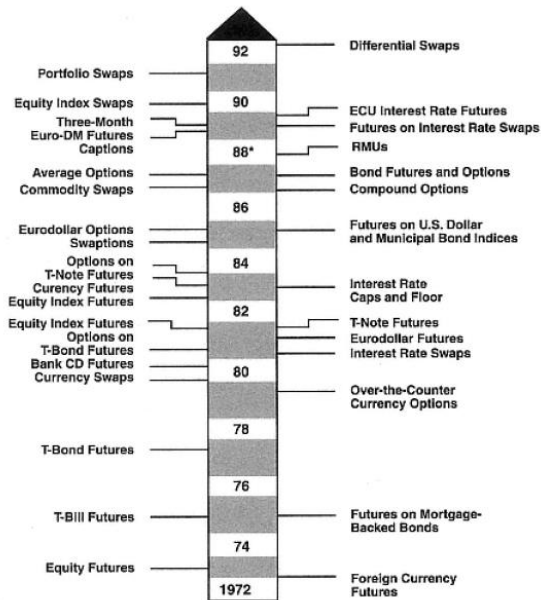 92
Differential Swaps
Portfolio Swaps
Equity Index Swaps
90
ECU Interest Rate Futures
Three-Month
Euro-DM Futures
Futures on Interest Rate Swaps
Captions
88*
RMUs
Average Options
Bond Futures and Options
Commodity Swaps
Compound Options
86
Eurodollar Options
Swaptions
Futures on U.S. Dollar
and Municipal Bond Indices
Options on
T-Note Futures
84
Curency Futures
Equity Index Futures
Interest Rate
Caps and Floor
82
Equity Index Futures
T-Note Futures
Options on
T-Bond Futures
Eurodollar Futures
Interest Rate Swaps
Bank CD Futures
Currency Swaps
80
Over-the-Counter
Currency Options
78
T-Bond Futures
76
T-Bill Futures
Futures on Mortgage-
Backed Bonds
74
Equity Futures
Foreign Currency
Futures
1972